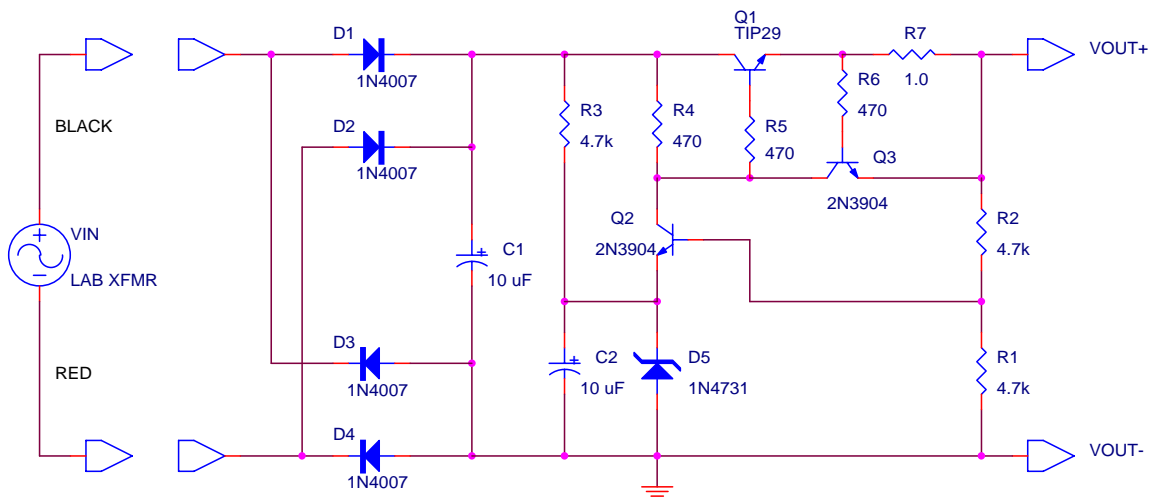 Q1
TIP29
D1
1N4007
R7
1.0
VOUT+
BLACK
D2
1N4007
R3
4.7k
R4
470
R5
470
R6
470
Q3
2N3904
VIN
LAB XFMR
+
C1
10 uF
Q2
2N3904
R2
4.7k
RED
D3
1N4007
C2
10 uF
D5
1N4731
R1
4.7k
D4
1N4007
VOUT-